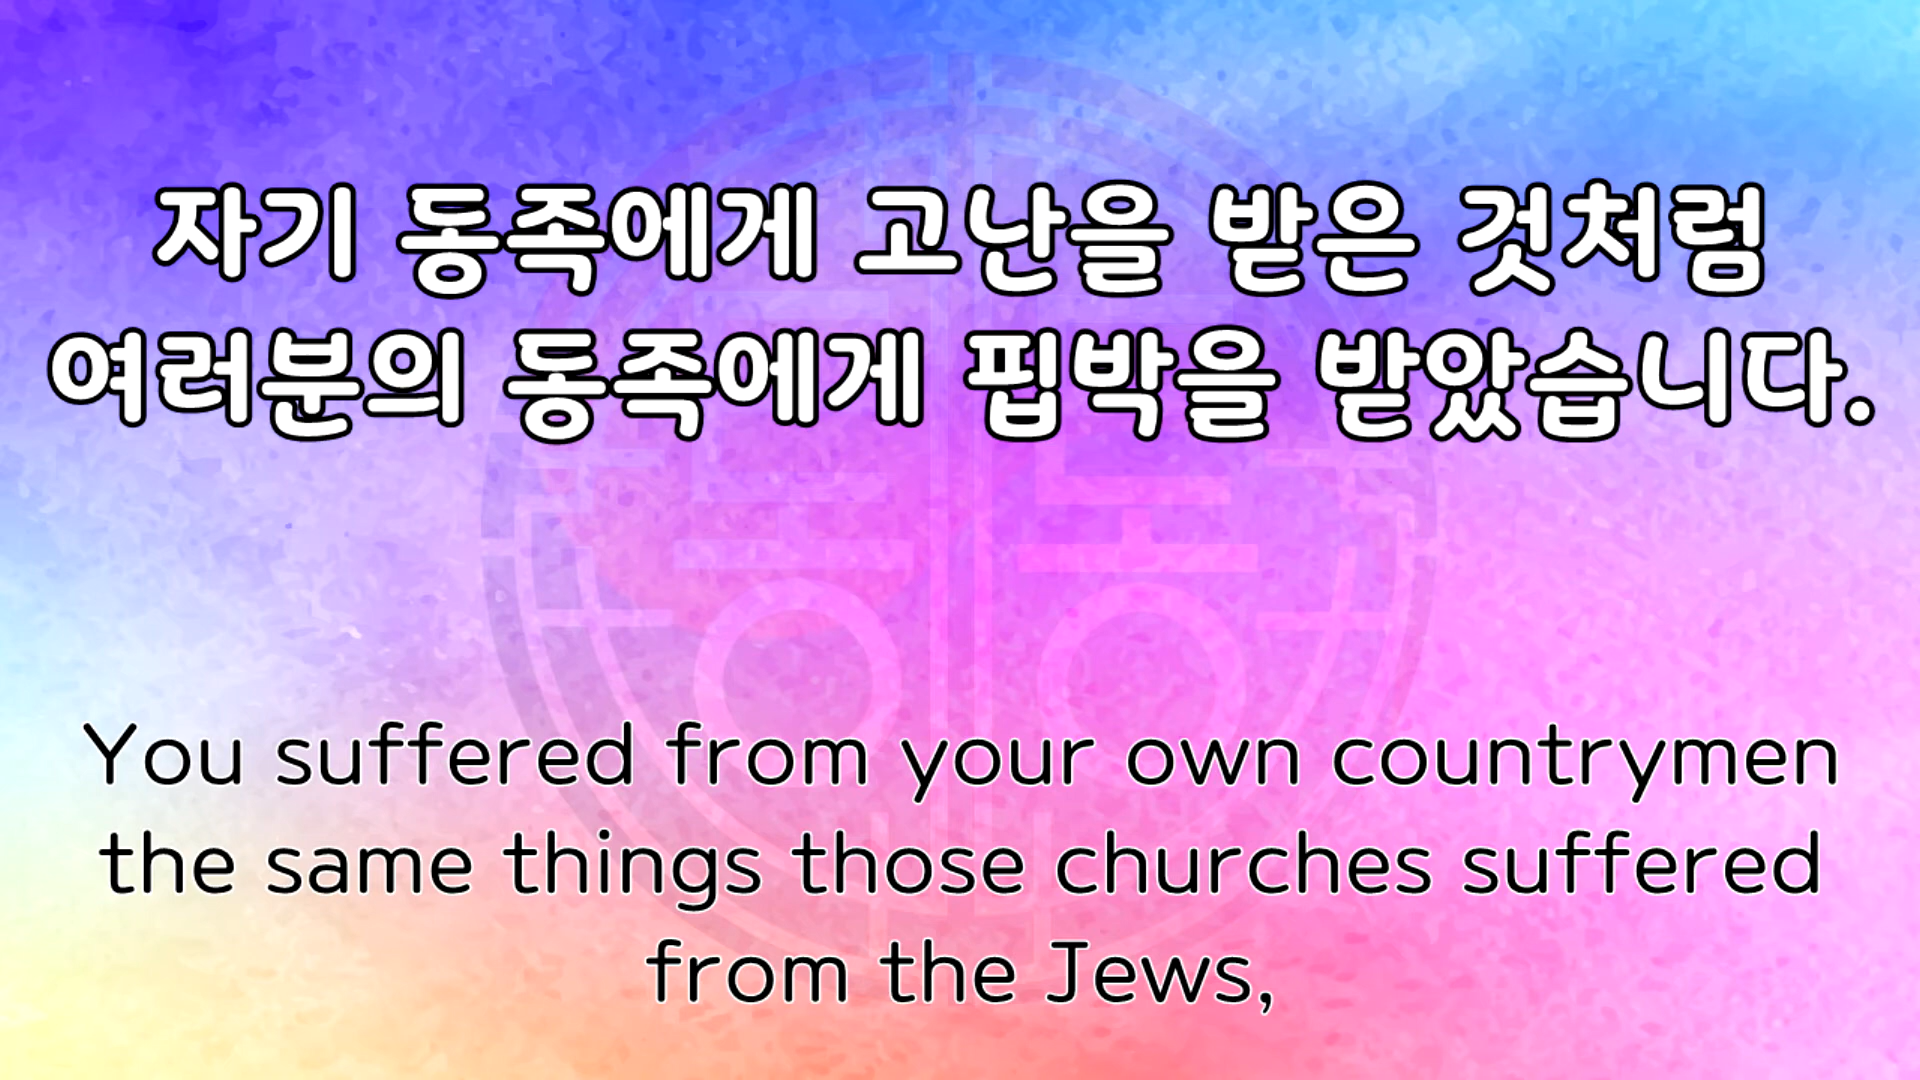 자기 동족에게 고난을 받은 것처럼
여러분의 동족에게 핍박을 받았습니다.
You suffered from your own countrymen
the same things those churches suffered
from the Jews,